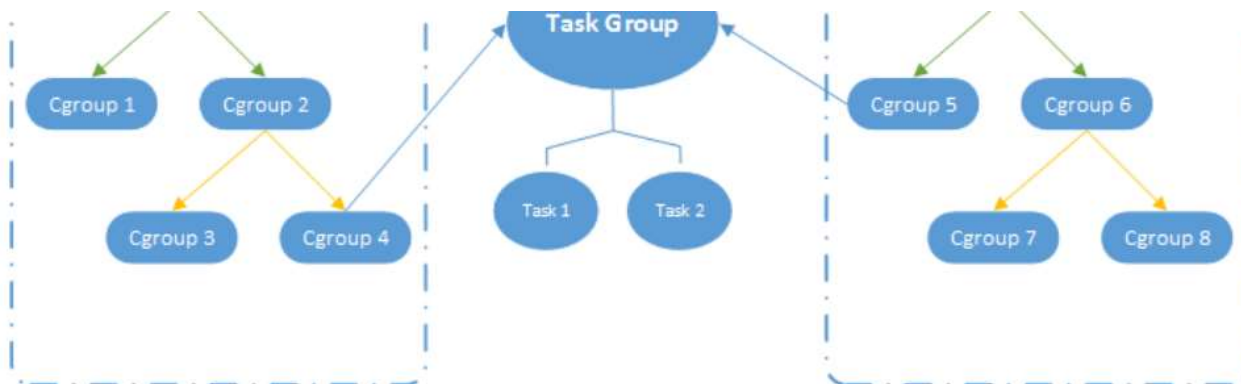 Task Group
Cgroup 1
Cgroup 2
Cgroup 5
Cgroup 6
Cgroup 3
Cgroup 4
Task 1
Task 2
Cgroup 7
Cgroup 8